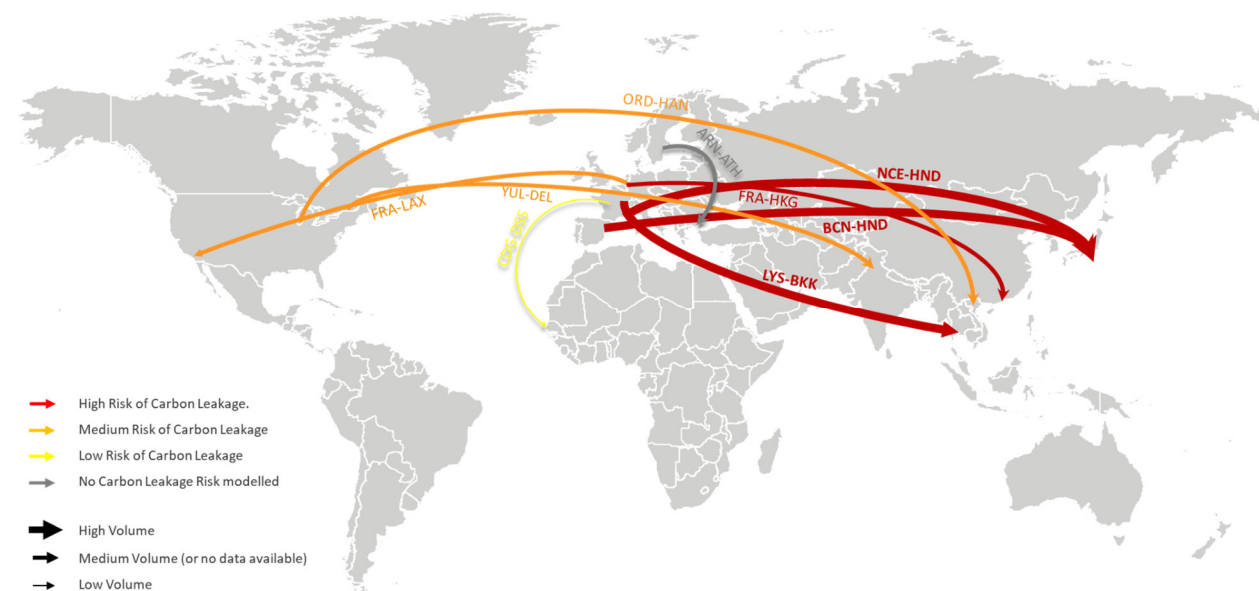 ORD-HAN
ARN-ATH
NCE-HND
YUL-DEL
FRA-HKG
FRA-LAX
BCN-HND
CDG-DSS
LYS-BKK
High Risk of Carbon Leakage.
Medium Risk of Carbon Leakage
Low Risk of Carbon Leakage
No Carbon Leakage Risk modelled
High Volume
Medium Volume (or no data available)
Low Volume